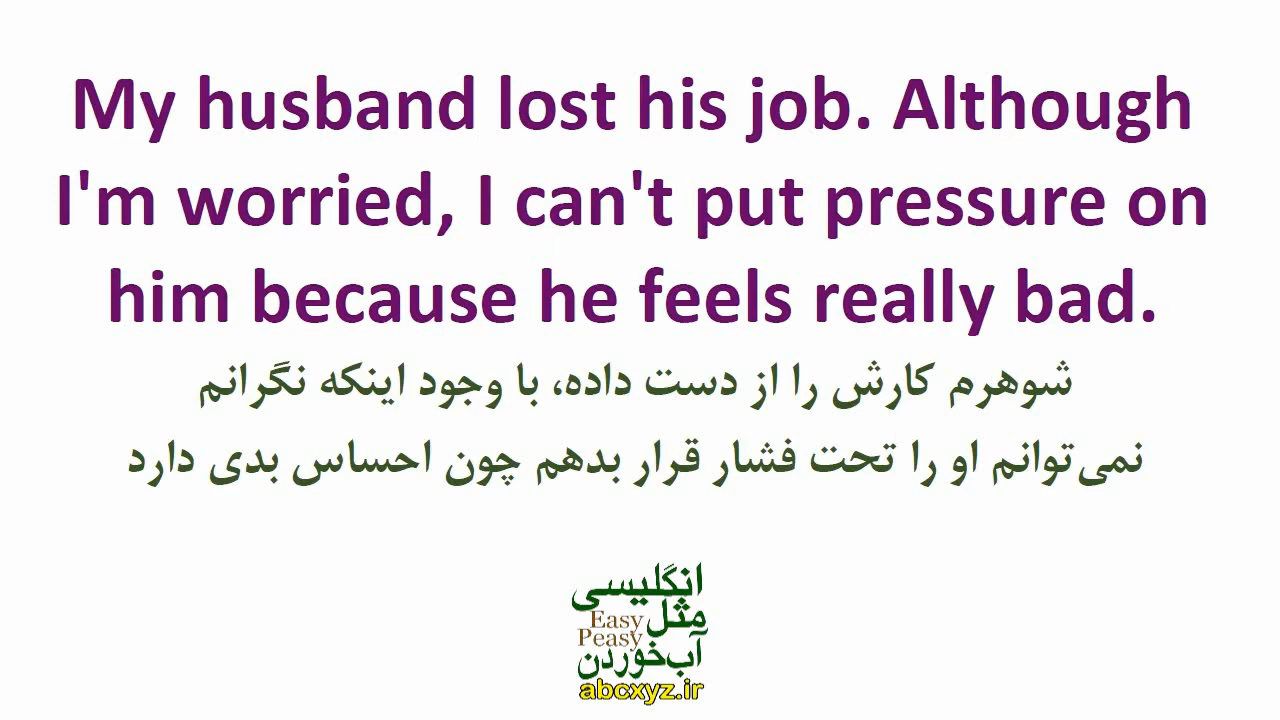 My husband lost his job. Although
I'm worried, I can't put pressure on
him because he feels really bad.
شوهرم کارش را از دست داده، با وجود اینکه نگرانم
نمی‌توانم او را تحت فشار قرار بدهم چون احساس بدی دارد
انگلیسی
مثل
Easy
Peasy
آب‌خوردن
abcxyz.ir